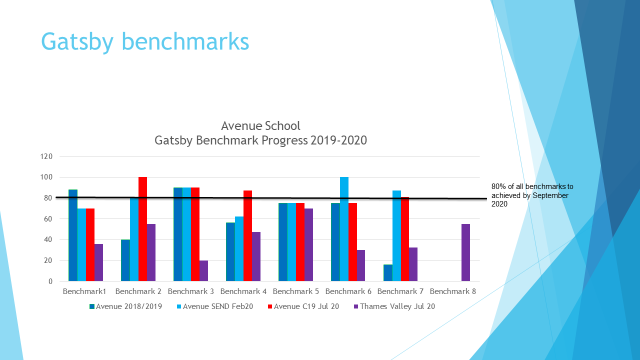 Gatsby benchmarks
Avenue School
Gatsby Benchmark Progress 2019-2020
120
100
80
60
40
20
0
80% of all benchmarks to
achieved by September
2020
Benchmark1 Benchmark 2 Benchmark 3 Benchmark 4 Benchmark 5 Benchmark 6 Benchmark 7 Benchmark 8
Avenue 2018/2019 Avenue SEND Feb20 Avenue C19 Jul 20 Thames Valley Jul 20